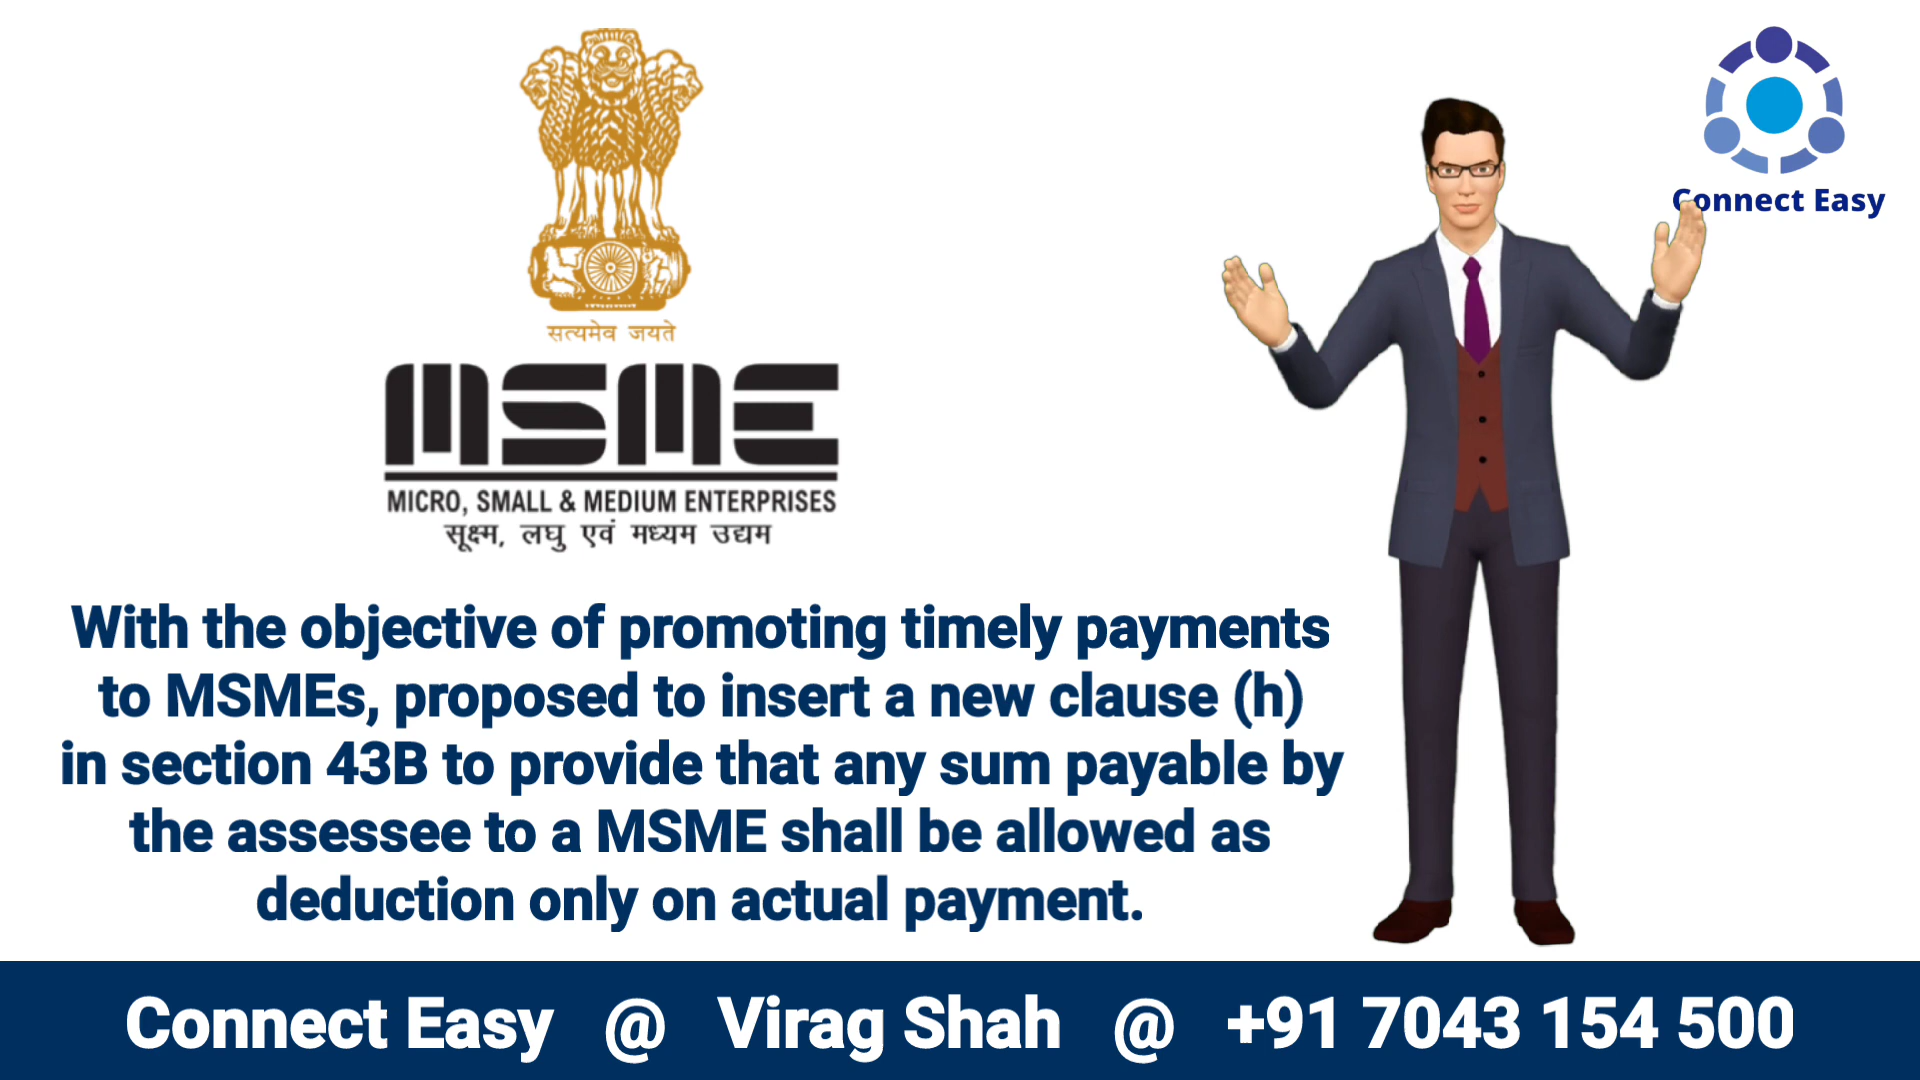 सत्यमेव जयते
MSME
MICRO, SMALL & MEDIUM ENTERPRISES
सूक्ष्म, लघु एवं मध्यम उद्यम
Connect Easy
With the objective of promoting timely payments
to MSMEs, proposed to insert a new clause (h)
in section 43B to provide that any sum payable by
the assessee to a MSME shall be allowed as
deduction only on actual payment.
Connect Easy @ Virag Shah @ +91 7043 154 500